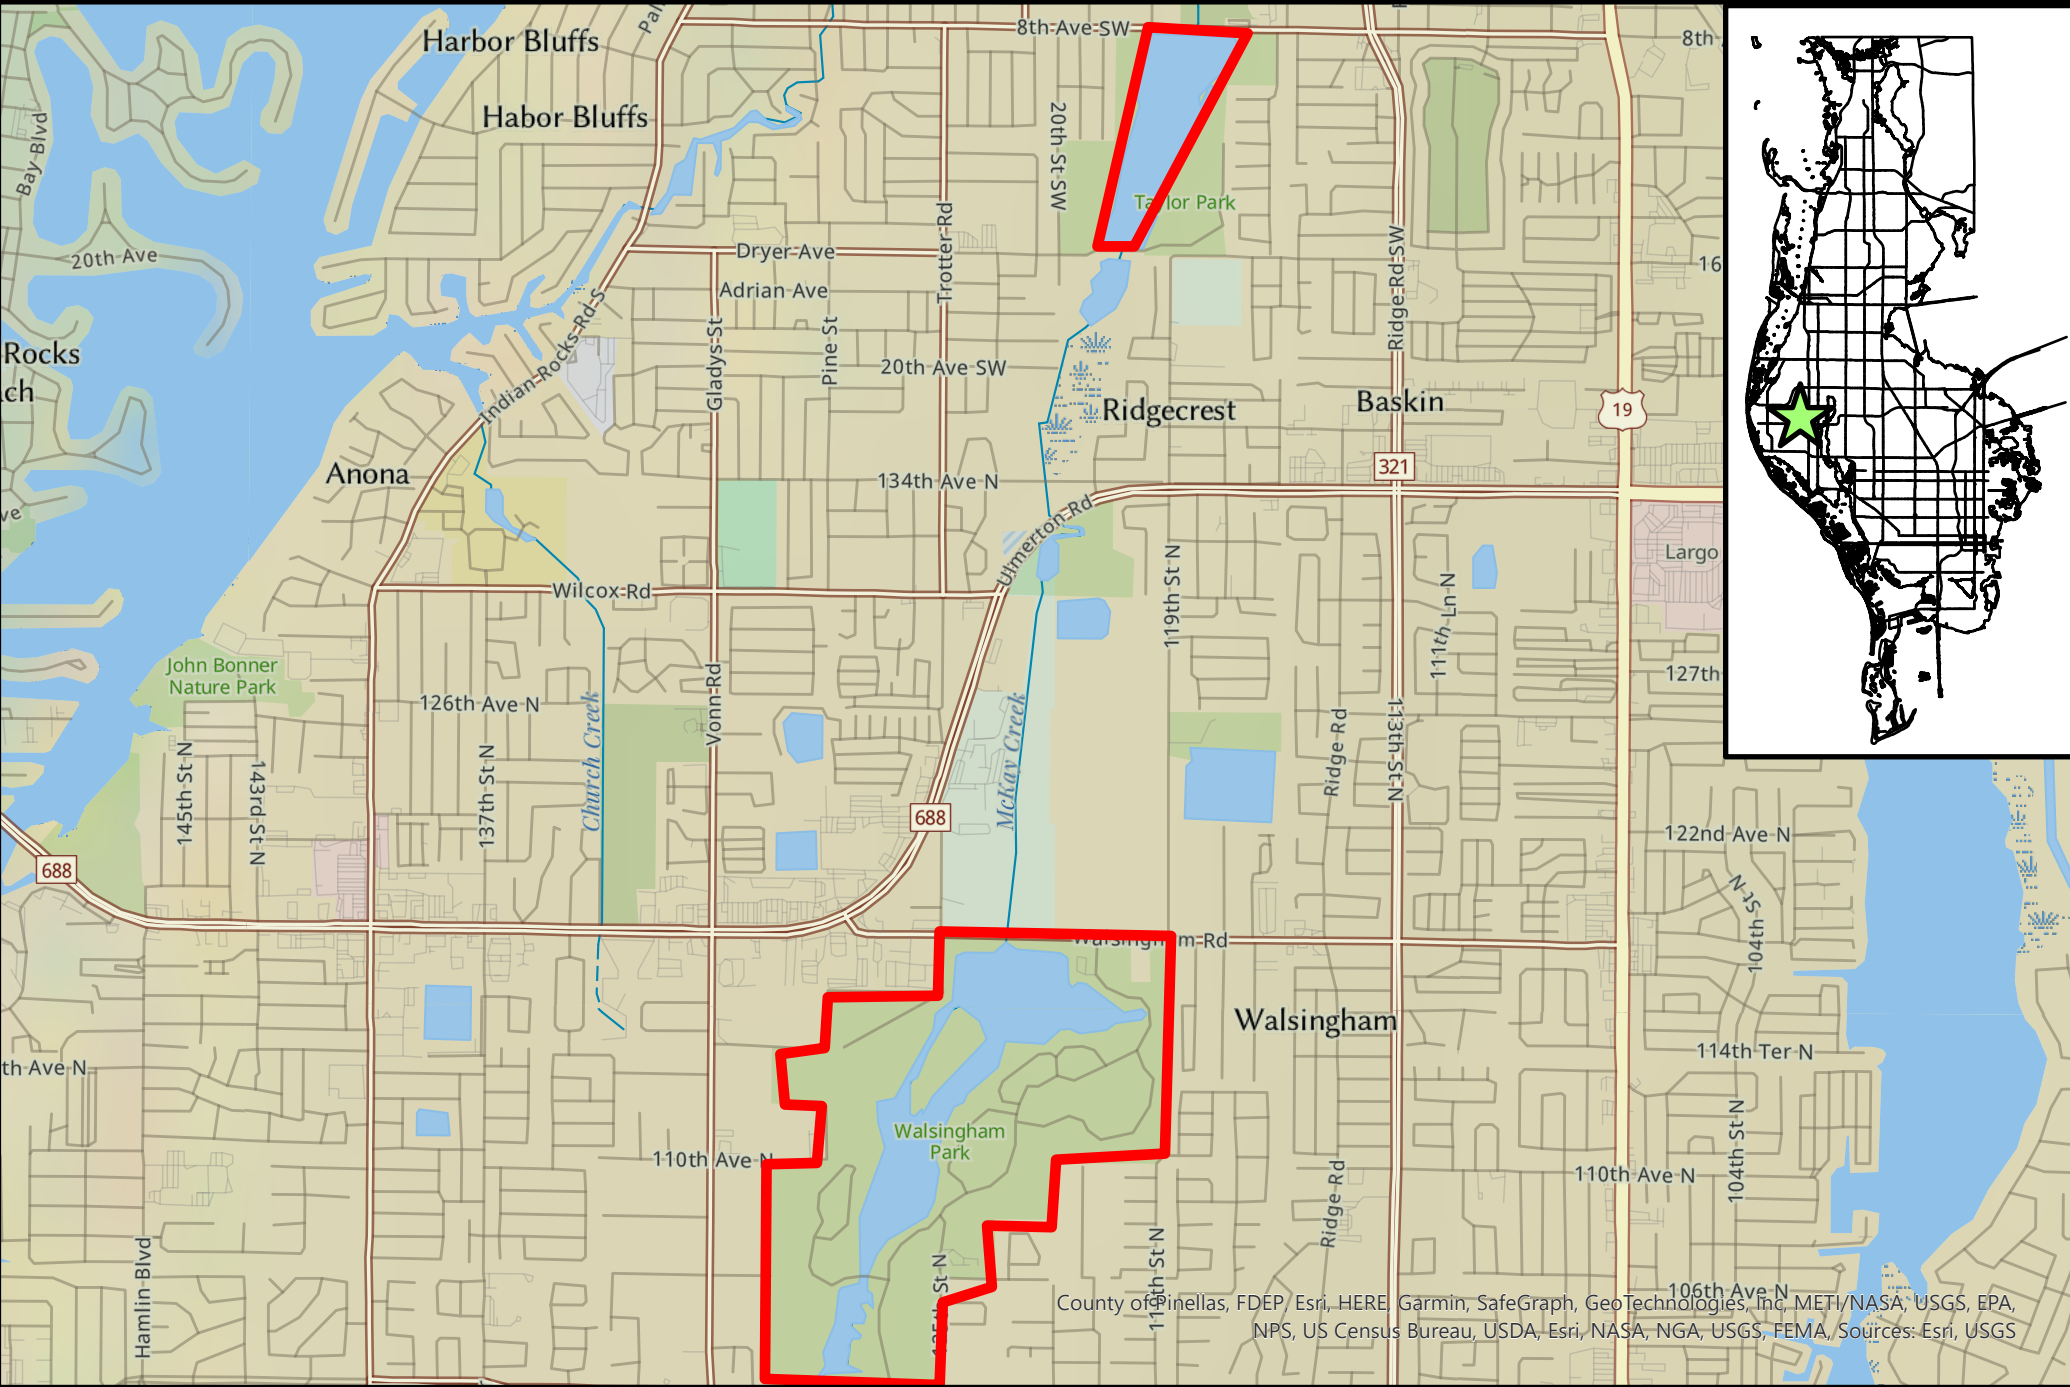 8th Ave SW
Harbor Bluffs
8th
Habor Bluffs
Bay Blvd
20th St SW
Taylor Park
20th Ave
Dryer Ave
Trotter Rd
Ridge Rd SW
16
Adrian Ave
Indian Rocks Rd S
Gladys St
Pine St
Rocks
20th Ave SW
Ridgecrest
Baskin
19
Anona
321
134th Ave N
Ulmerton Rd
Largo
119th St N
111th Ln N
Wilcox Rd
John Bonner
Nature Park
126th Ave N
Church Creek
Vonn Rd
McKay Creek
Ridge Rd
113th St N
127th
145th St N
143rd St N
137th St N
688
688
122nd Ave N
104th St N
Walsingham Rd
Walsingham
114th Ter N
th Ave N
Walsingham
Park
110th Ave N
110th Ave N
104th St N
Ridge Rd
Hamlin Blvd
St N
St N
106th Ave N
County of Pinellas, FDEP, Esri, HERE, Garmin, SafeGraph, GeoTechnologies, Inc, METI/NASA, USGS, EPA,
NPS, US Census Bureau, USDA, Esri, NASA, NGA, USGS, FEMA, Sources: Esri, USGS